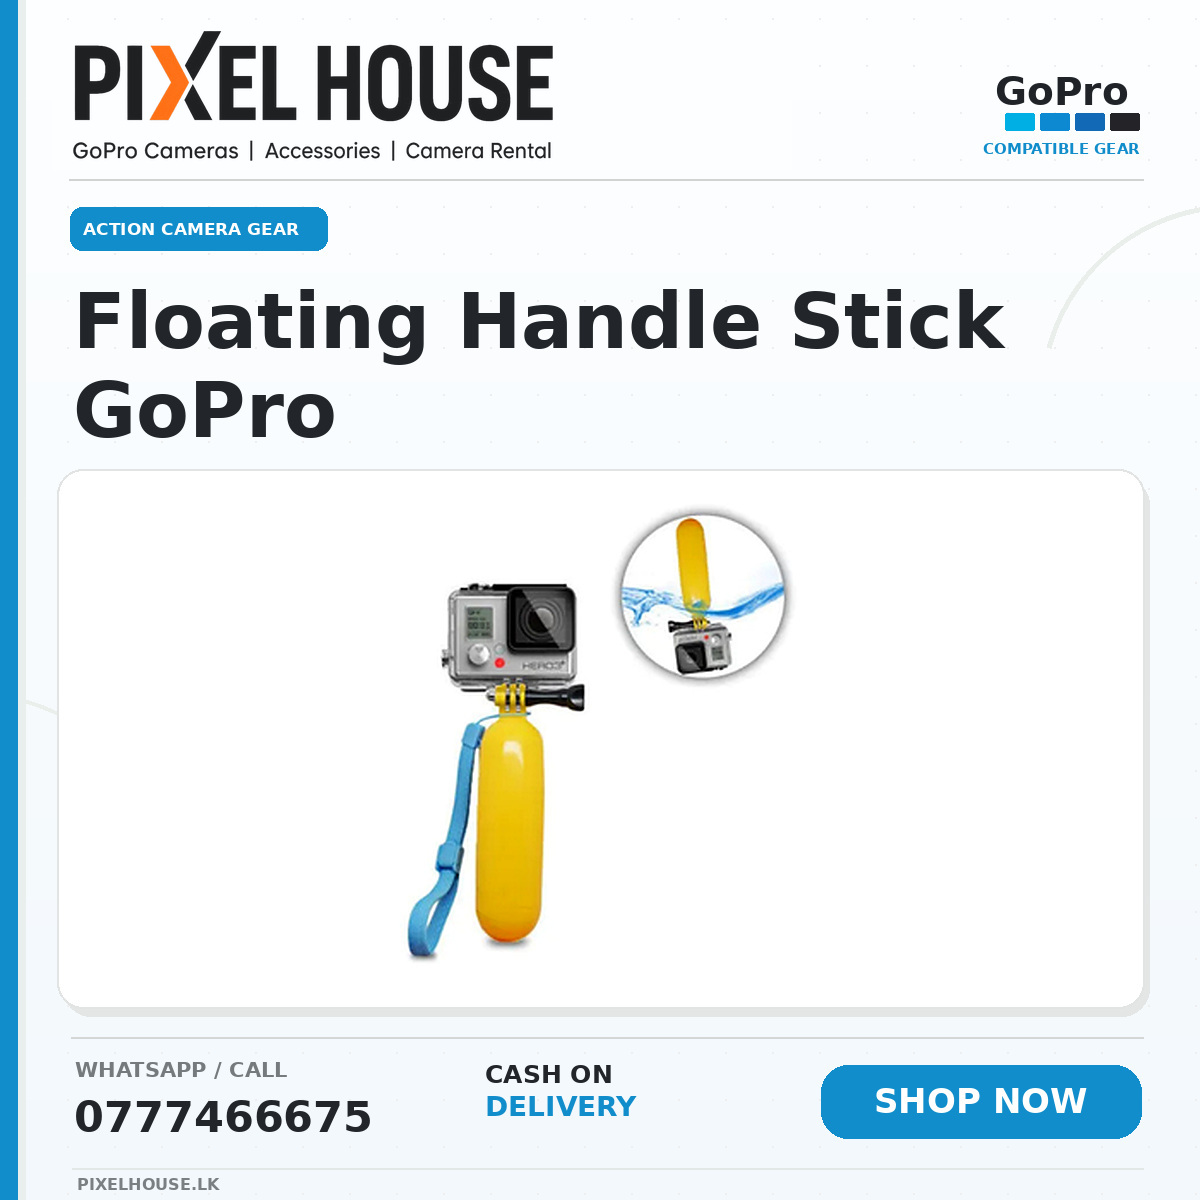 PIXEL HOUSE
GoPro Cameras | Accessories | Camera Rental
GoPro
COMPATIBLE GEAR
ACTION CAMERA GEAR
Floating Handle Stick
GoPro
HERO3+
WHATSAPP / CALL
0777466675
CASH ON
DELIVERY
SHOP NOW
PIXELHOUSE.LK